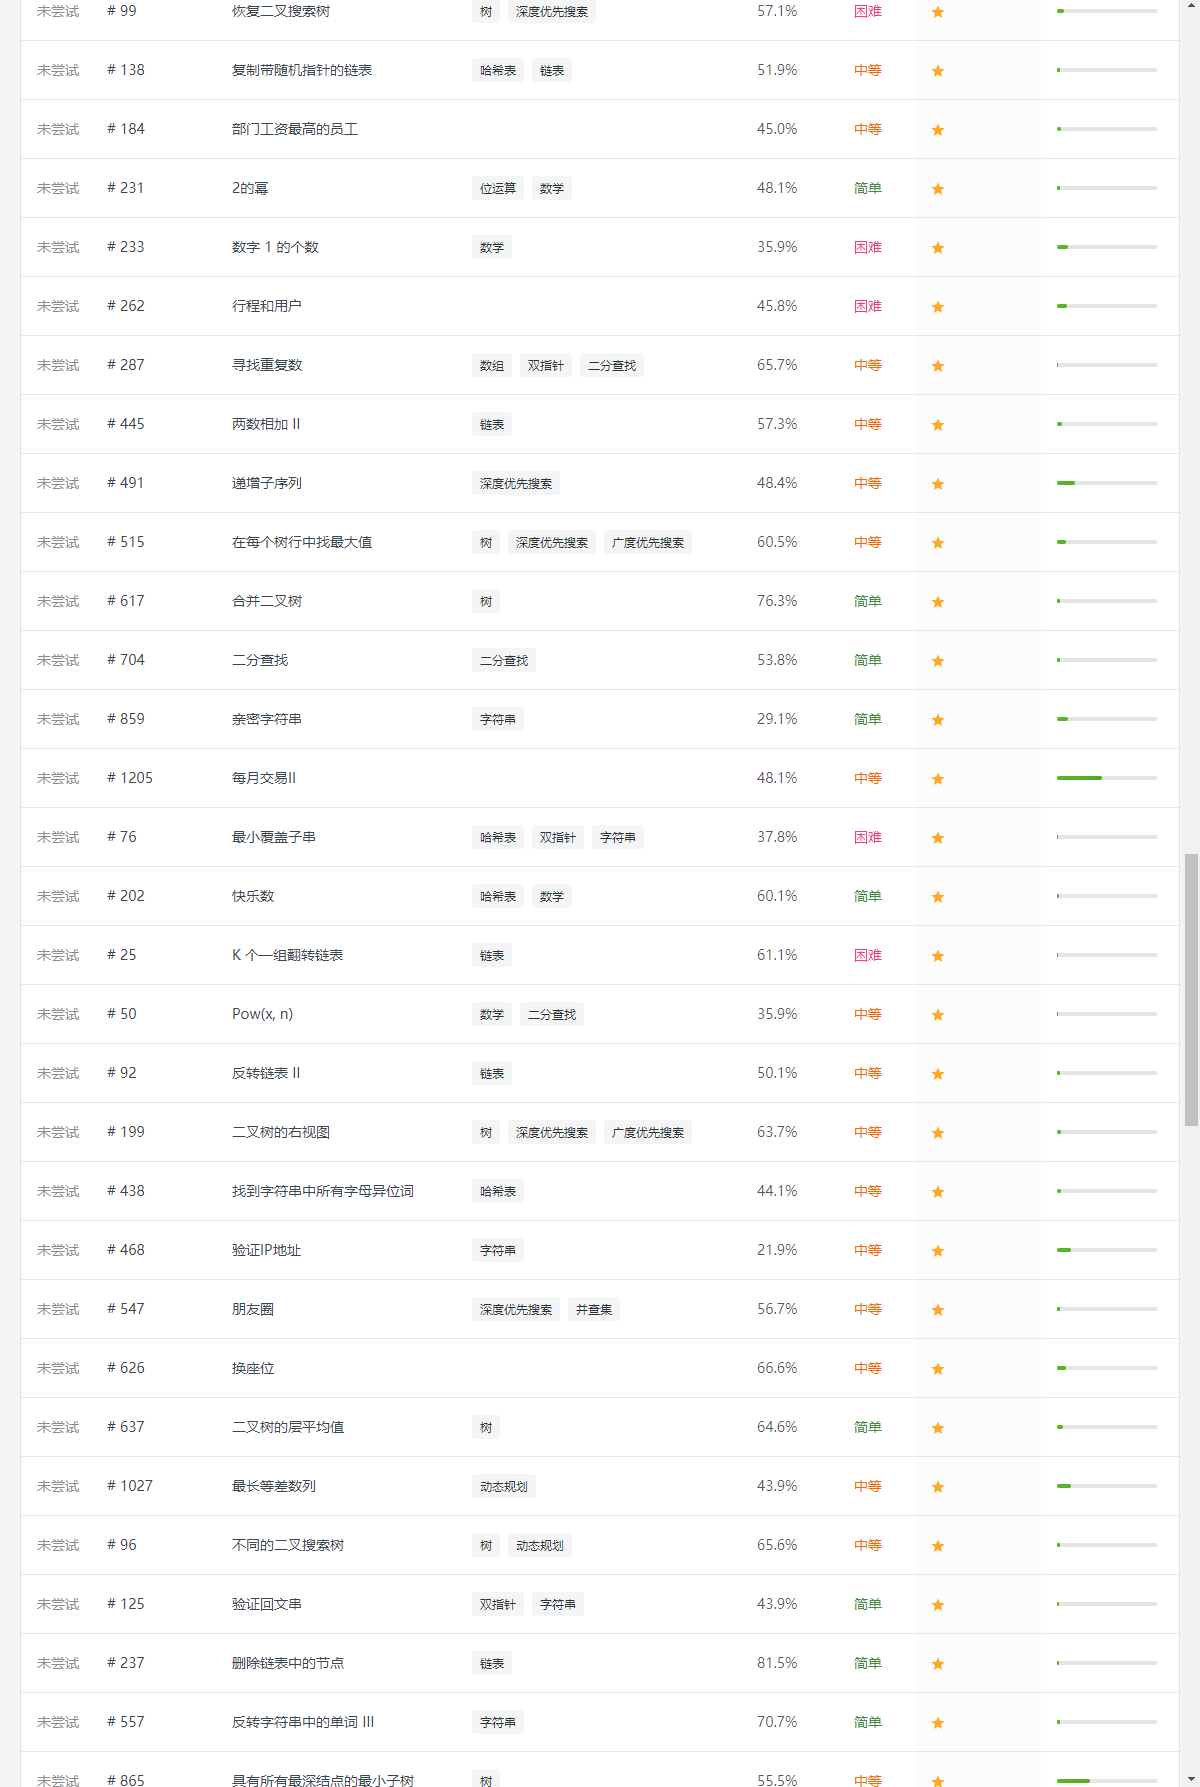 未尝试 # 99 恢复二叉搜索树 树 深度优先搜索 57.1% 困难
未尝试 # 138 复制带随机指针的链表 哈希表 链表 51.9% 中等
未尝试 # 184 部门工资最高的员工 45.0% 中等
未尝试 # 231 2的幂 位运算 数学 48.1% 简单
未尝试 # 233 数字 1 的个数 数学 35.9% 困难
未尝试 # 262 行程和用户 45.8% 困难
未尝试 # 287 寻找重复数 数组 双指针 二分查找 65.7% 中等
未尝试 # 445 两数相加 II 链表 57.3% 中等
未尝试 # 491 递增子序列 深度优先搜索 48.4% 中等
未尝试 # 515 在每个树行中找最大值 树 深度优先搜索 广度优先搜索 60.5% 中等
未尝试 # 617 合并二叉树 树 76.3% 简单
未尝试 # 704 二分查找 二分查找 53.8% 简单
未尝试 # 859 亲密字符串 字符串 29.1% 简单
未尝试 # 1205 每月交易II 48.1% 中等
未尝试 # 76 最小覆盖子串 哈希表 双指针 字符串 37.8% 困难
未尝试 # 202 快乐数 哈希表 数学 60.1% 简单
未尝试 # 25 K 个一组翻转链表 链表 61.1% 困难
未尝试 # 50 Pow(x, n) 数学 二分查找 35.9% 中等
未尝试 # 92 反转链表 II 链表 50.1% 中等
未尝试 # 199 二叉树的右视图 树 深度优先搜索 广度优先搜索 63.7% 中等
未尝试 # 438 找到字符串中所有字母异位词 哈希表 44.1% 中等
未尝试 # 468 验证IP地址 字符串 21.9% 中等
未尝试 # 547 朋友圈 深度优先搜索 并查集 56.7% 中等
未尝试 # 626 换座位 66.6% 中等
未尝试 # 637 二叉树的层平均值 树 64.6% 简单
未尝试 # 1027 最长等差数列 动态规划 43.9% 中等
未尝试 # 96 不同的二叉搜索树 树 动态规划 65.6% 中等
未尝试 # 125 验证回文串 双指针 字符串 43.9% 简单
未尝试 # 237 删除链表中的节点 链表 81.5% 简单
未尝试 # 557 反转字符串中的单词 III 字符串 70.7% 简单
未尝试 # 865 具有所有最深结点的最小子树 树 55.5% 中等